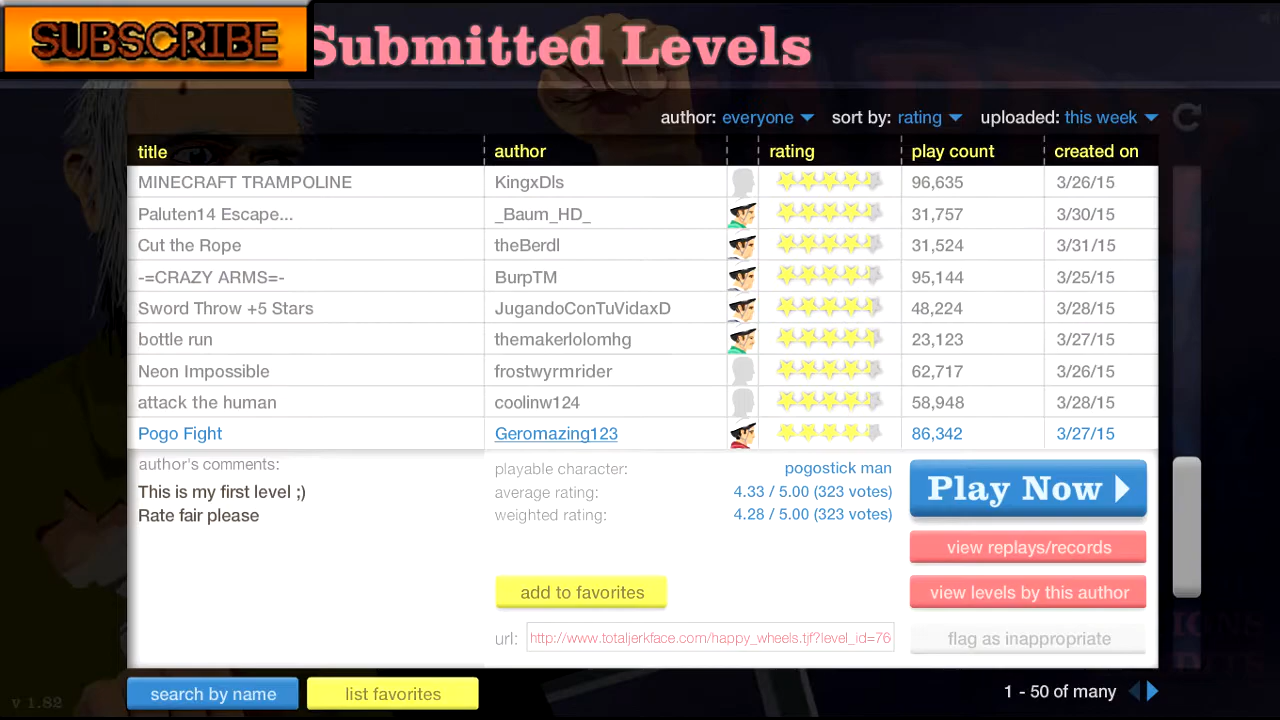 SUBSCRIBE
Submitted Levels
author: everyone sort by: rating uploaded: this week
title author rating play count created on
MINECRAFT TRAMPOLINE KingxDls 96,635 3/26/15
Paluten14 Escape... _Baum_HD_ 31,757 3/30/15
Cut the Rope theBerdl 31,524 3/31/15
-=CRAZY ARMS=- BurpTM 95,144 3/25/15
Sword Throw +5 Stars JugandoConTuVidaxD 48,224 3/28/15
bottle run themakerlolomhg 23,123 3/27/15
Neon Impossible frostwyrmrider 62,717 3/26/15
attack the human coolinw124 58,948 3/28/15
Pogo Fight Geromazing123 86,342 3/27/15
author's comments:
This is my first level ;)
Rate fair please
playable character: pogostick man
average rating: 4.33 / 5.00 (323 votes)
weighted rating: 4.28 / 5.00 (323 votes)
Play Now
view replays/records
add to favorites
view levels by this author
url: http://www.totaljerkface.com/happy_wheels.tjf?level_id=76
flag as inappropriate
search by name
list favorites
1 - 50 of many
v 1.82